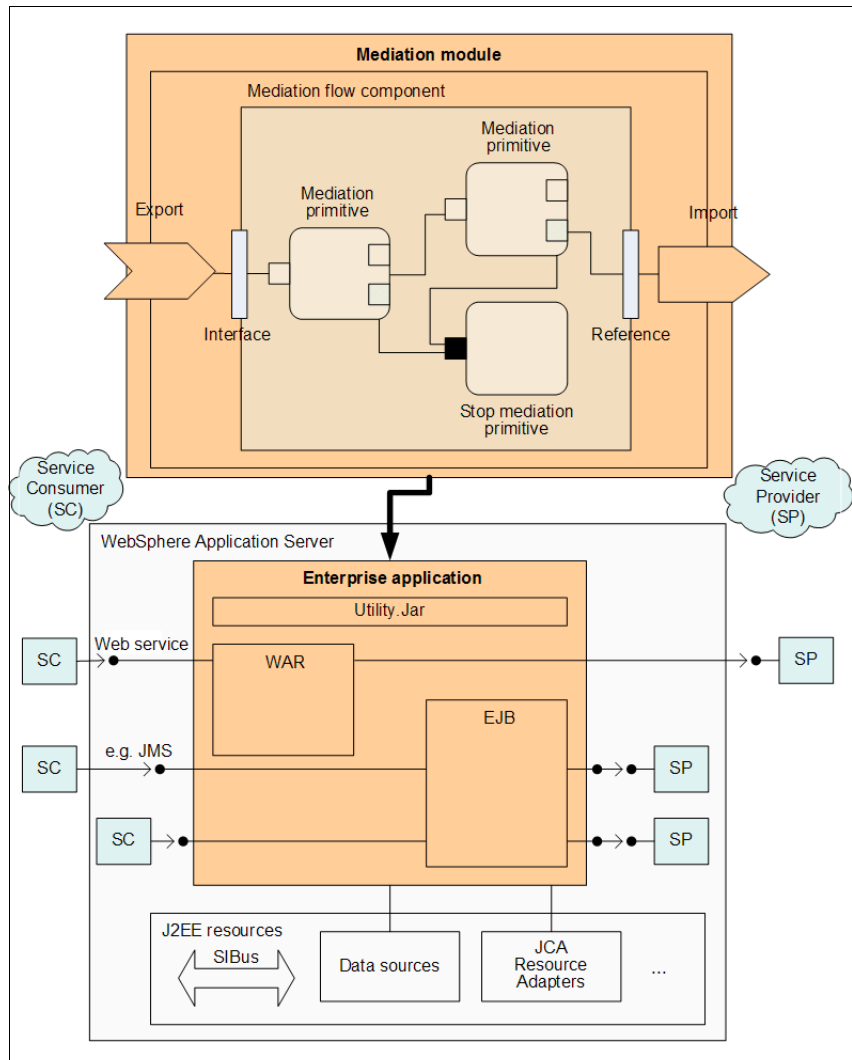 Mediation module
Mediation flow component
Mediation
primitive
Mediation
primitive
Export
Import
Interface
Reference
Stop mediation
primitive
Service
Consumer
(SC)
Service
Provider
(SP)
WebSphere Application Server
Enterprise application
Utility.Jar
Web service
SC
WAR
SP
EJB
e.g. JMS
SC
SP
SC
SP
J2EE resources
SIBus
Data sources
JCA
Resource
Adapters
...